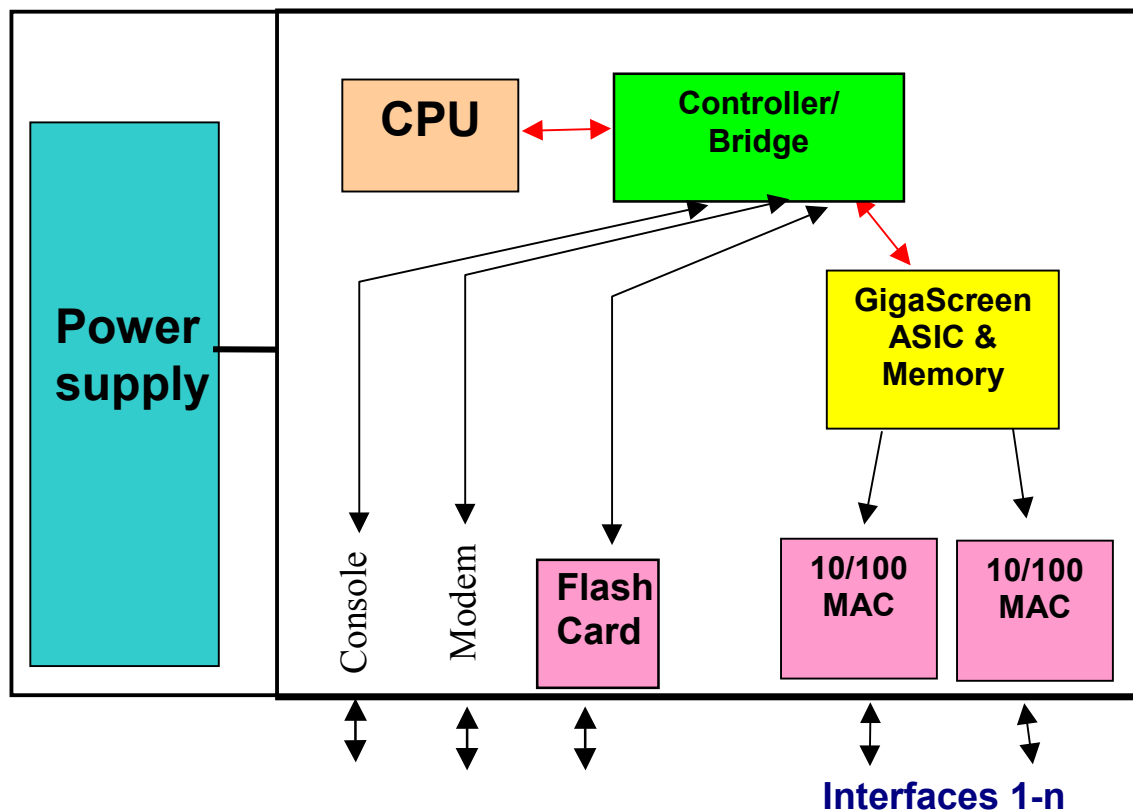 CPU
Controller/
Bridge
Power
supply
GigaScreen
ASIC &
Memory
Console
Modem
Flash
Card
10/100
MAC
10/100
MAC
Interfaces 1-n